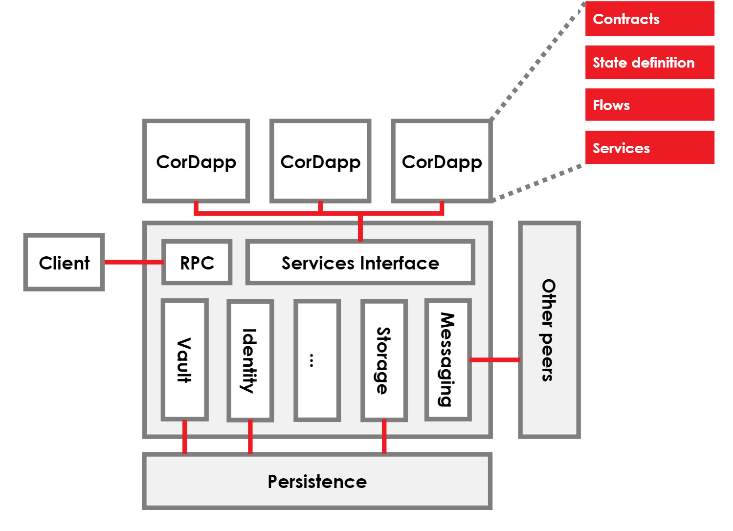 Contracts
State definition
Flows
Services
CorDapp
CorDapp
CorDapp
Client
RPC
Services Interface
Vault
Identity
...
Storage
Messaging
Other peers
Persistence